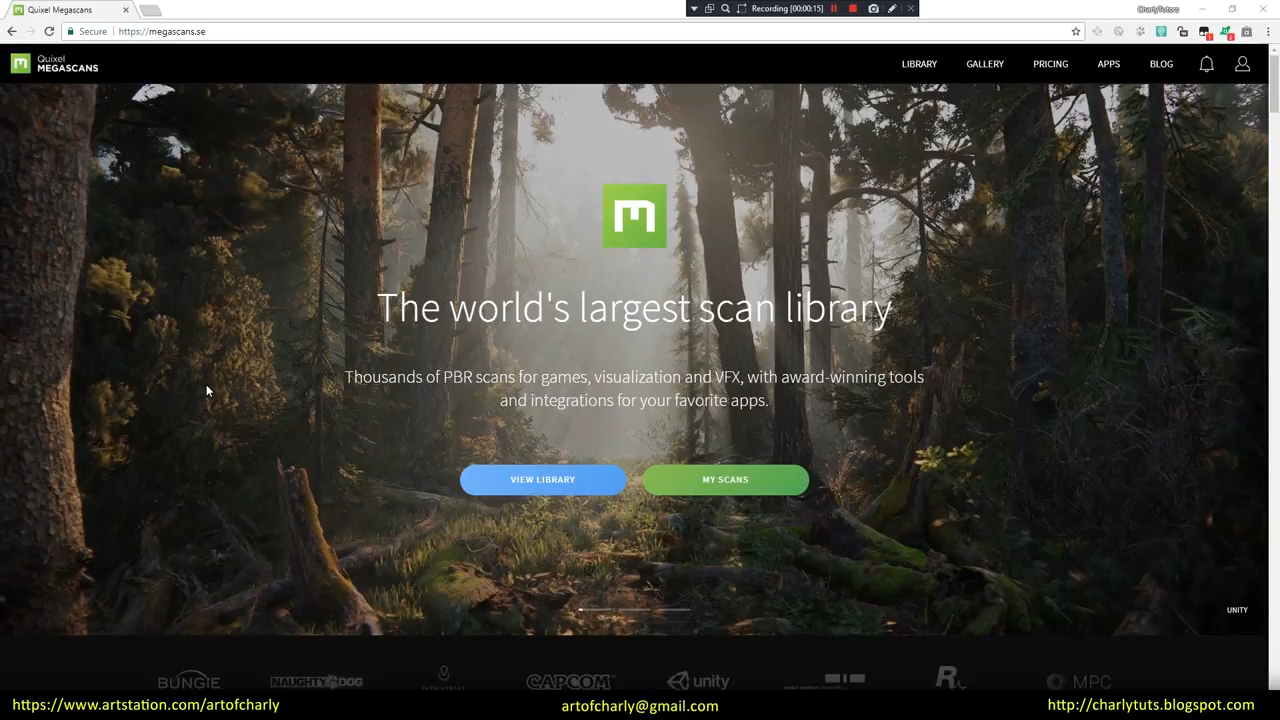 Quixel Megascans
Recording [00:00:15]
CharlyTutors
Secure
https://megascans.se
Quixel
MEGASCANS
LIBRARY
GALLERY
PRICING
APPS
BLOG
m
The world's largest scan library
Thousands of PBR scans for games, visualization and VFX, with award-winning tools
and integrations for your favorite apps.
VIEW LIBRARY
MY SCANS
UNITY
BUNGIE
NAUGHTY DOG
CAPCOM
unity
R
MPC
https://www.artstation.com/artofcharly
artofcharly@gmail.com
http://charlytuts.blogspot.com